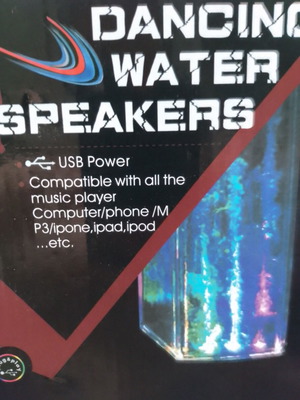 DANCING
WATER
SPEAKERS
USB Power
Compatible with all the
music player
Computer/phone /M
P3/ipone,ipad,ipod
...etc.